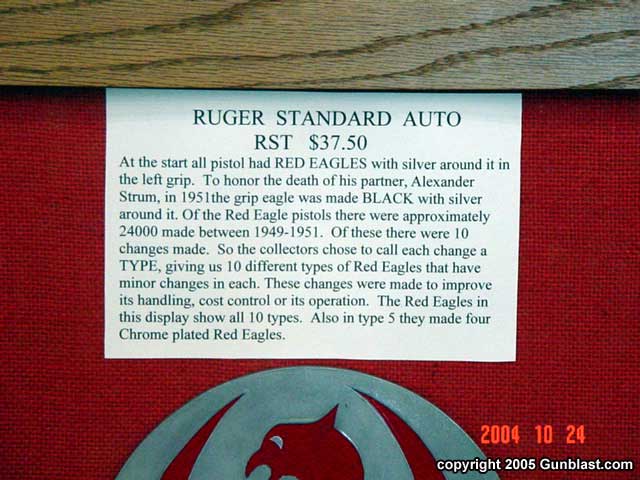 RUGER STANDARD AUTO
RST $37.50
At the start all pistol had RED EAGLES with silver around it in
the left grip. To honor the death of his partner, Alexander
Strum, in 1951the grip eagle was made BLACK with silver
around it. Of the Red Eagle pistols there were approximately
24000 made between 1949-1951. Of these there were 10
changes made. So the collectors chose to call each change a
TYPE, giving us 10 different types of Red Eagles that have
minor changes in each. These changes were made to improve
its handling, cost control or its operation. The Red Eagles in
this display show all 10 types. Also in type 5 they made four
Chrome plated Red Eagles.
2004 10 24
copyright 2005 Gunblast.com